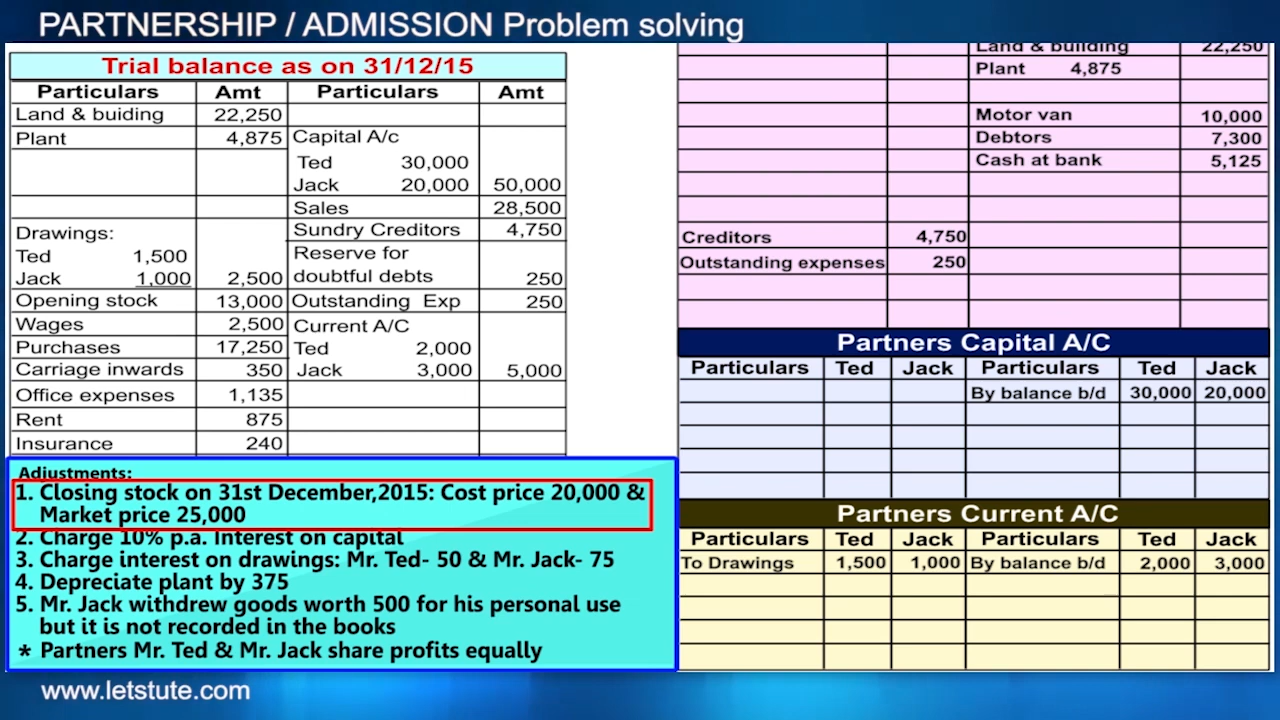 PARTNERSHIP / ADMISSION Problem solving
Trial balance as on 31/12/15
Particulars Amt Particulars Amt
Land & buiding 22,250
Plant 4,875 Capital A/c
Ted 30,000
Jack 20,000 50,000
Sales 28,500
Drawings: Sundry Creditors 4,750
Ted 1,500 Reserve for
Jack 1,000 2,500 doubtful debts 250
Opening stock 13,000 Outstanding Exp 250
Wages 2,500 Current A/C
Purchases 17,250 Ted 2,000
Carriage inwards 350 Jack 3,000 5,000
Office expenses 1,135
Rent 875
Insurance 240
Adjustments:
1. Closing stock on 31st December,2015: Cost price 20,000 &
Market price 25,000
2. Charge 10% p.a. Interest on capital
3. Charge interest on drawings: Mr. Ted- 50 & Mr. Jack- 75
4. Depreciate plant by 375
5. Mr. Jack withdrew goods worth 500 for his personal use
but it is not recorded in the books
* Partners Mr. Ted & Mr. Jack share profits equally
Land & building 22,250
Plant 4,875
Motor van 10,000
Debtors 7,300
Cash at bank 5,125
Creditors 4,750
Outstanding expenses 250
Partners Capital A/C
Particulars Ted Jack Particulars Ted Jack
By balance b/d 30,000 20,000
Partners Current A/C
Particulars Ted Jack Particulars Ted Jack
To Drawings 1,500 1,000 By balance b/d 2,000 3,000
www.letstute.com